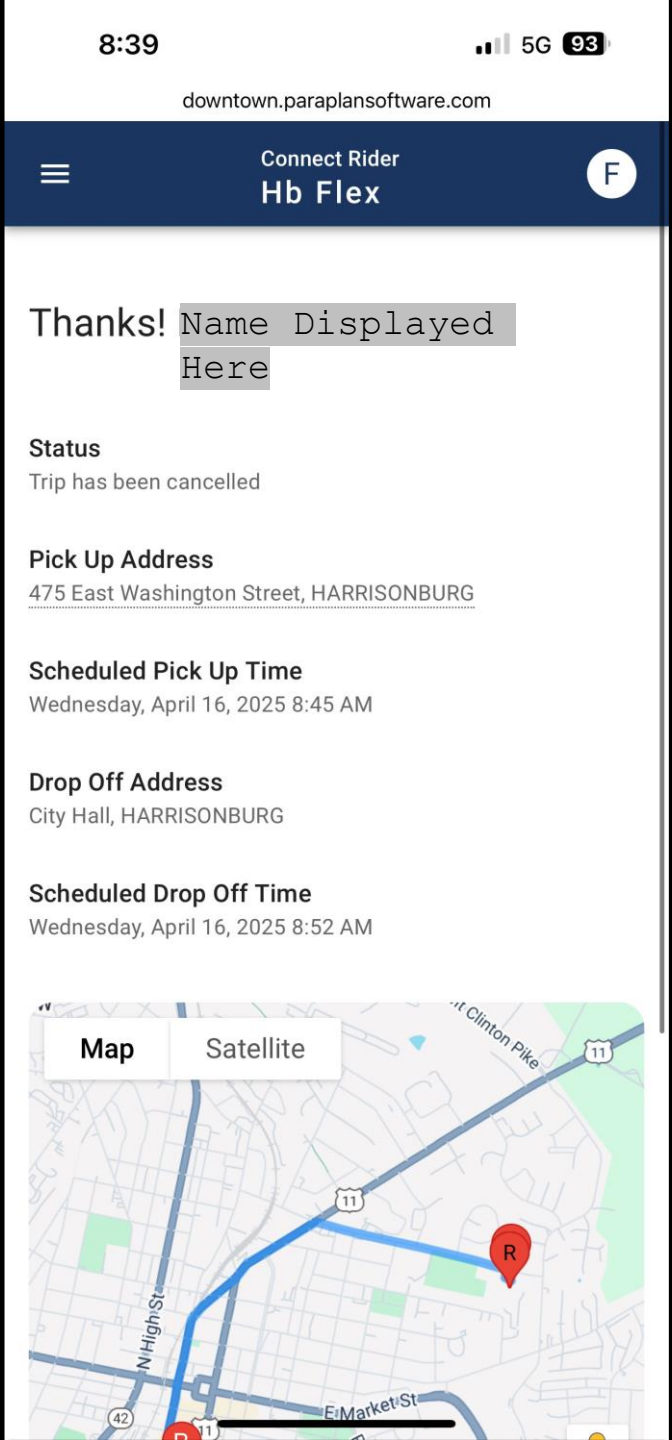 8:39
5G 93
downtown.paraplansoftware.com
Connect Rider
Hb Flex
F
Thanks! Name Displayed
Here
Status
Trip has been cancelled
Pick Up Address
475 East Washington Street, HARRISONBURG
Scheduled Pick Up Time
Wednesday, April 16, 2025 8:45 AM
Drop Off Address
City Hall, HARRISONBURG
Scheduled Drop Off Time
Wednesday, April 16, 2025 8:52 AM
Map
Satellite
Clinton Pike
11
11
R
N High St
E Market St
42
11